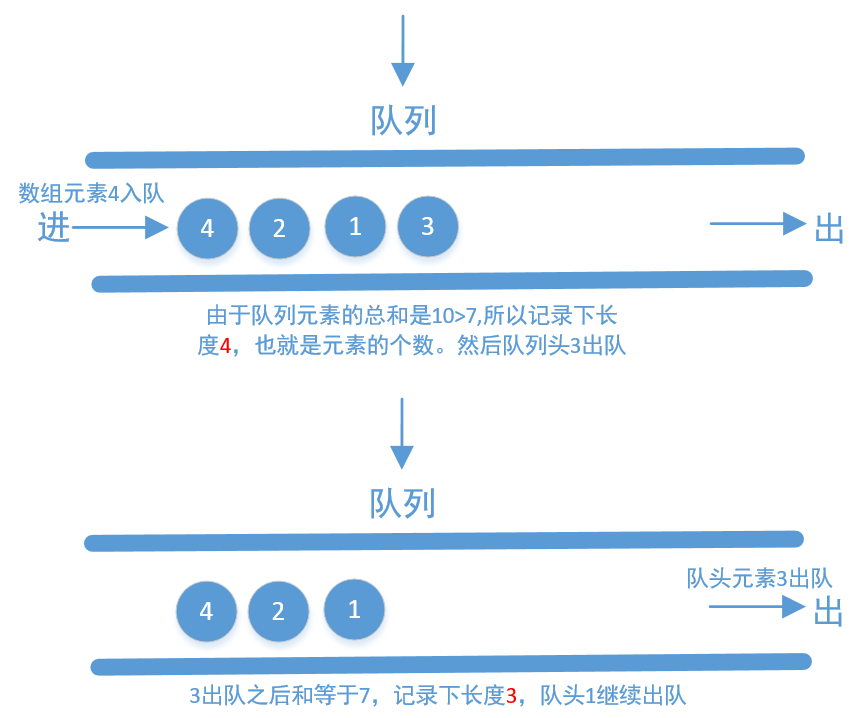 队列
数组元素4入队
进
4 2 1 3
出
由于队列元素的总和是10>7,所以记录下长
度4，也就是元素的个数。然后队列头3出队
队列
队头元素3出队
4 2 1
出
3出队之后和等于7，记录下长度3，队头1继续出队